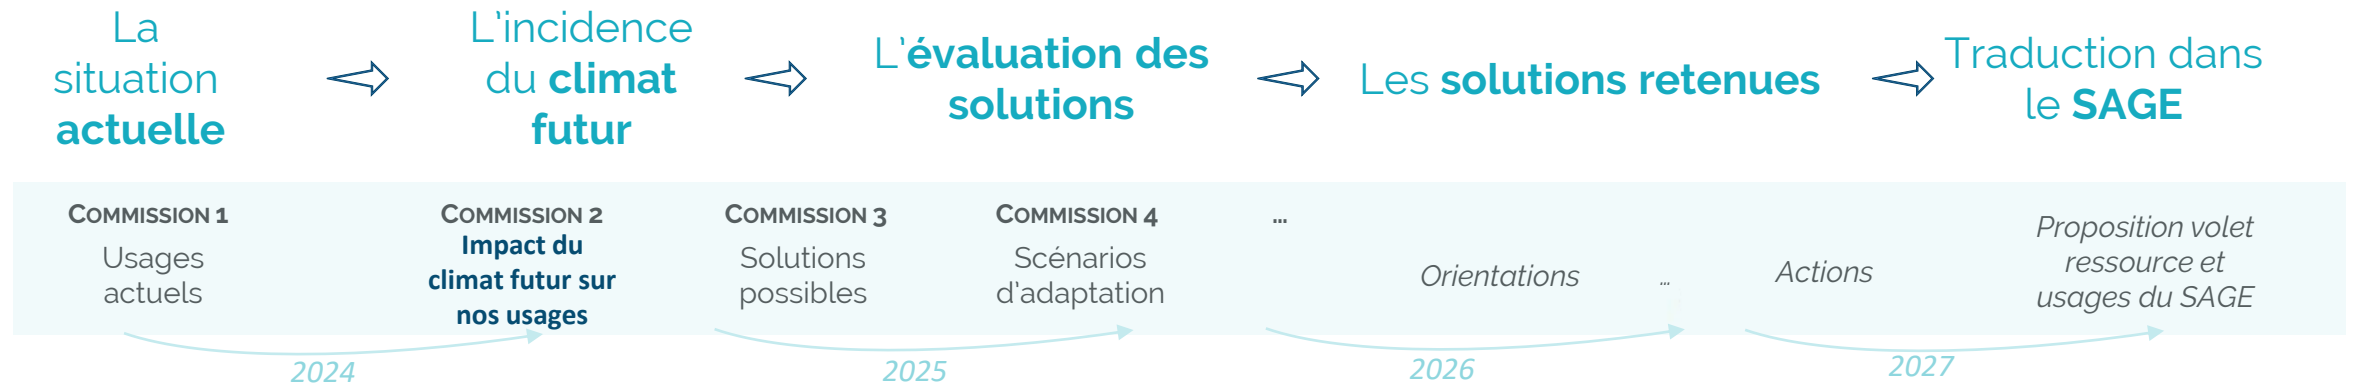 La
situation
actuelle
L'incidence
du climat
futur
L'évaluation des
solutions
Les solutions retenues
Traduction dans
le SAGE
COMMISSION 1
Usages
actuels
COMMISSION 2
Impact du
climat futur sur
nos usages
COMMISSION 3
Solutions
possibles
COMMISSION 4
Scénarios
d'adaptation
...
Orientations
...
Actions
Proposition volet
ressource et
usages du SAGE
2024
2025
2026
2027